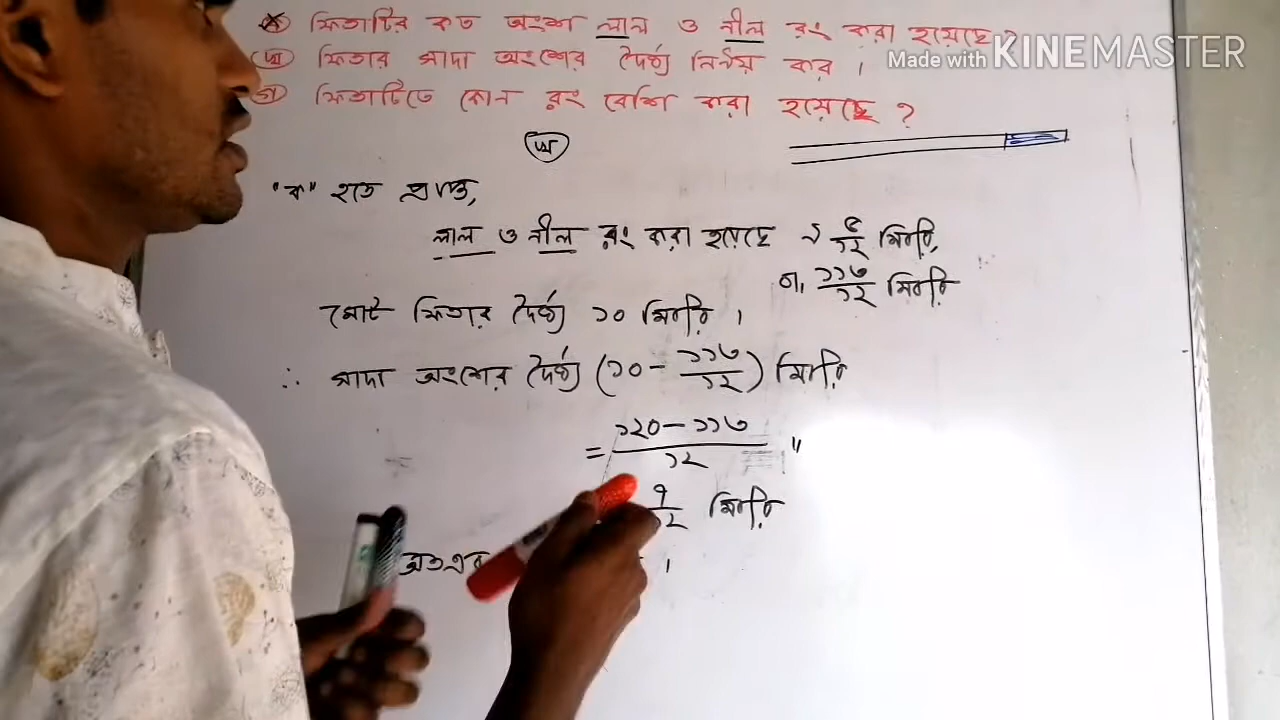 ক) ফিতাটির কত অংশ লাল ও নীল রং করা হয়েছে ?
Made with KINEMASTER
খ) ফিতার সাদা অংশের দৈর্ঘ্য নির্ণয় কর ।
গ) ফিতাটিতে কোন রং বেশি করা হয়েছে ?
খ
"ক" হতে প্রাপ্ত,
লাল ও নীল রং করা হয়েছে ৯ ৫/১২ মিটার,
বা, ১১৩/১২ মিটার
মোট ফিতার দৈর্ঘ্য ১০ মিটার ।
∴ সাদা অংশের দৈর্ঘ্য (১০ - ১১৩/১২) মিটার
= ১২০ - ১১৩/১২ "
৭/১২ মিটার
অতএব
।